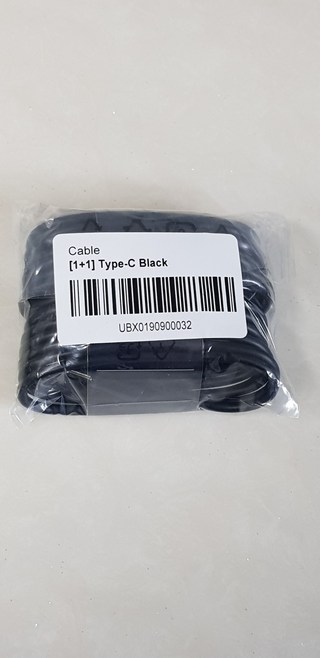 Cable
[1+1] Type-C Black
UBX0190900032